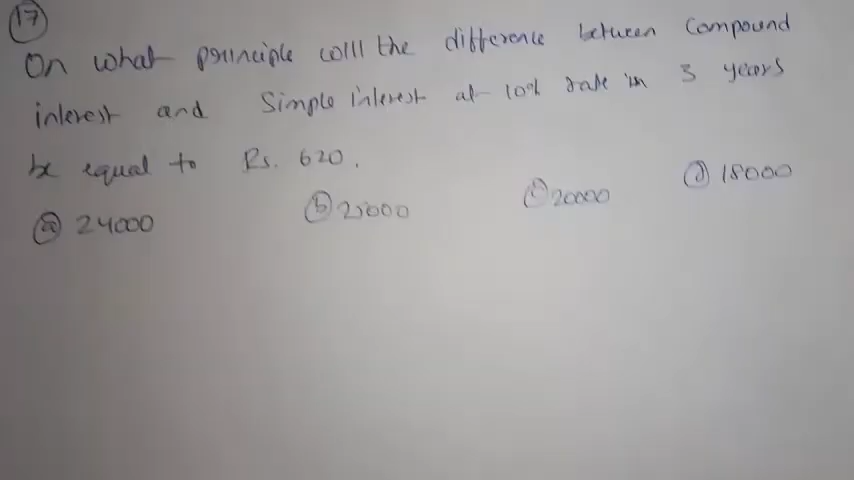 17
On what principle will the difference between Compound
interest and Simple interest at 10% rate in 3 years
be equal to Rs. 620.
(a) 24000 (b) 25000 (c) 20000 (d) 18000